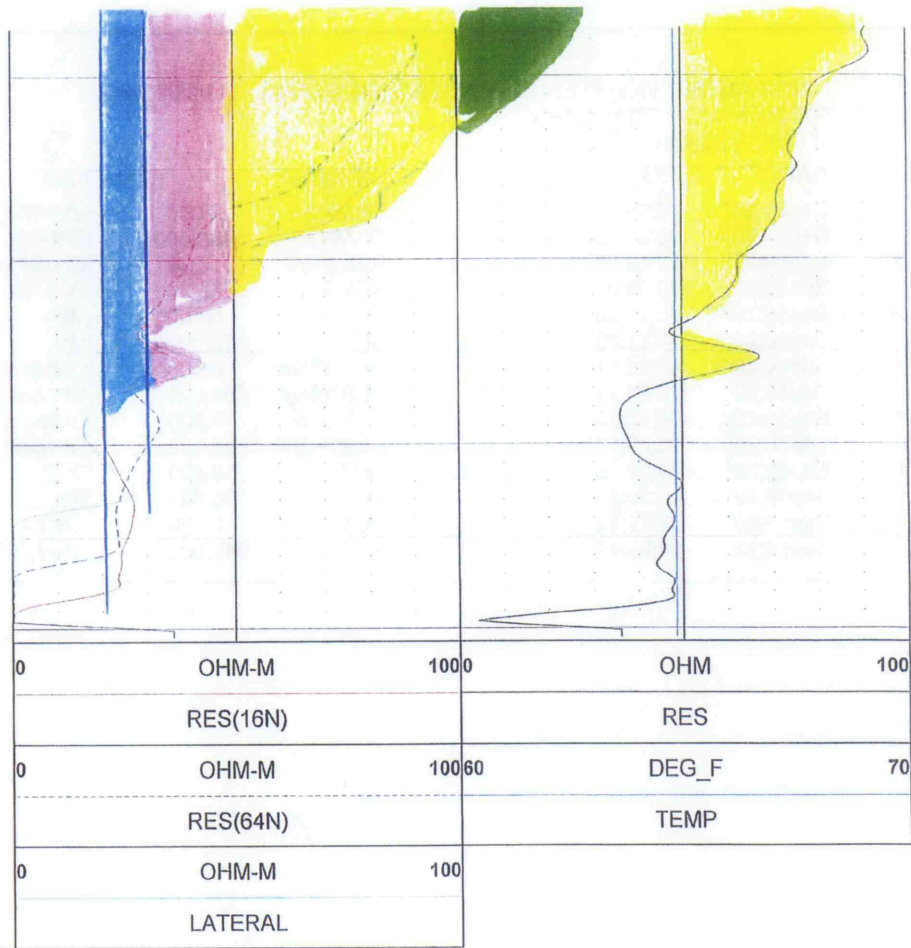 0 OHM-M 100 0 OHM 100
RES(16N) RES
0 OHM-M 100 60 DEG_F 70
RES(64N) TEMP
0 OHM-M 100
LATERAL